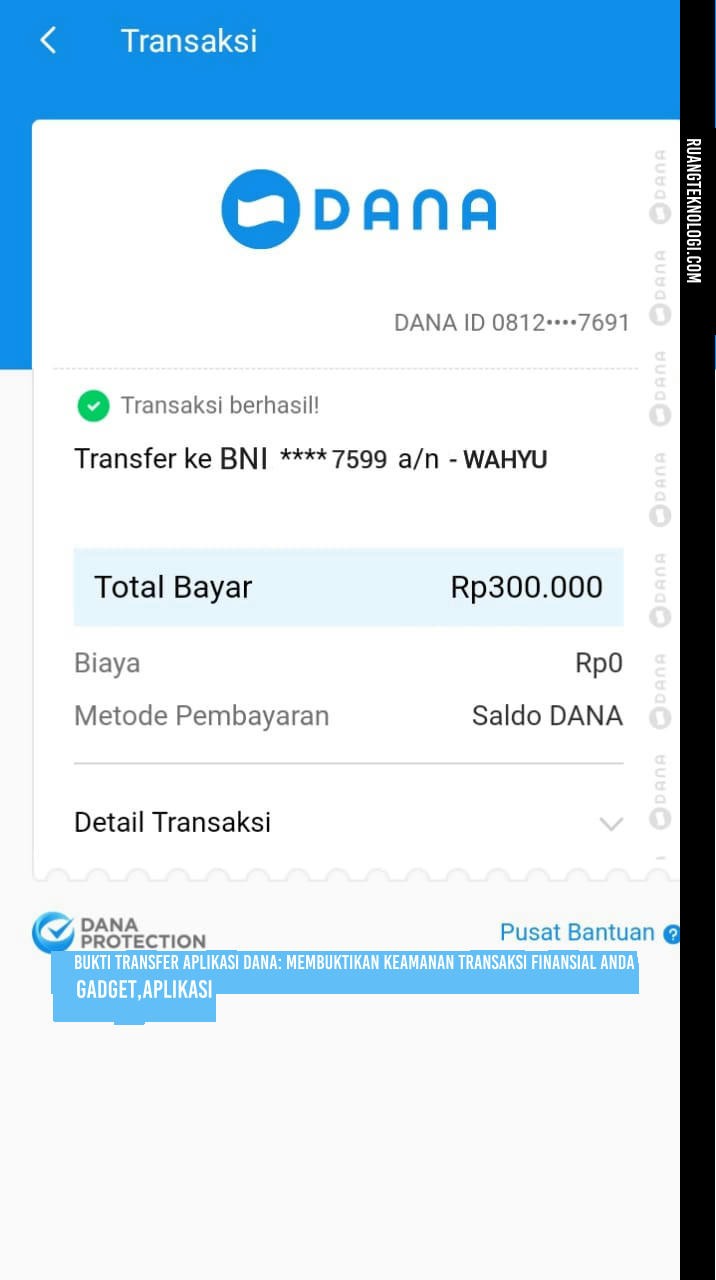 Transaksi
DANA
DANA ID 0812••••7691
Transaksi berhasil!
Transfer ke BNI **** 7599 a/n - WAHYU
Total Bayar Rp300.000
Biaya Rp0
Metode Pembayaran Saldo DANA
Detail Transaksi
DANA
PROTECTION
Pusat Bantuan ?
BUKTI TRANSFER APLIKASI DANA: MEMBUKTIKAN KEAMANAN TRANSAKSI FINANSIAL ANDA
GADGET,APLIKASI
DANA
DANA
DANA
DANA
DANA
DANA
DANA
RUANGTEKNOLOGI.COM